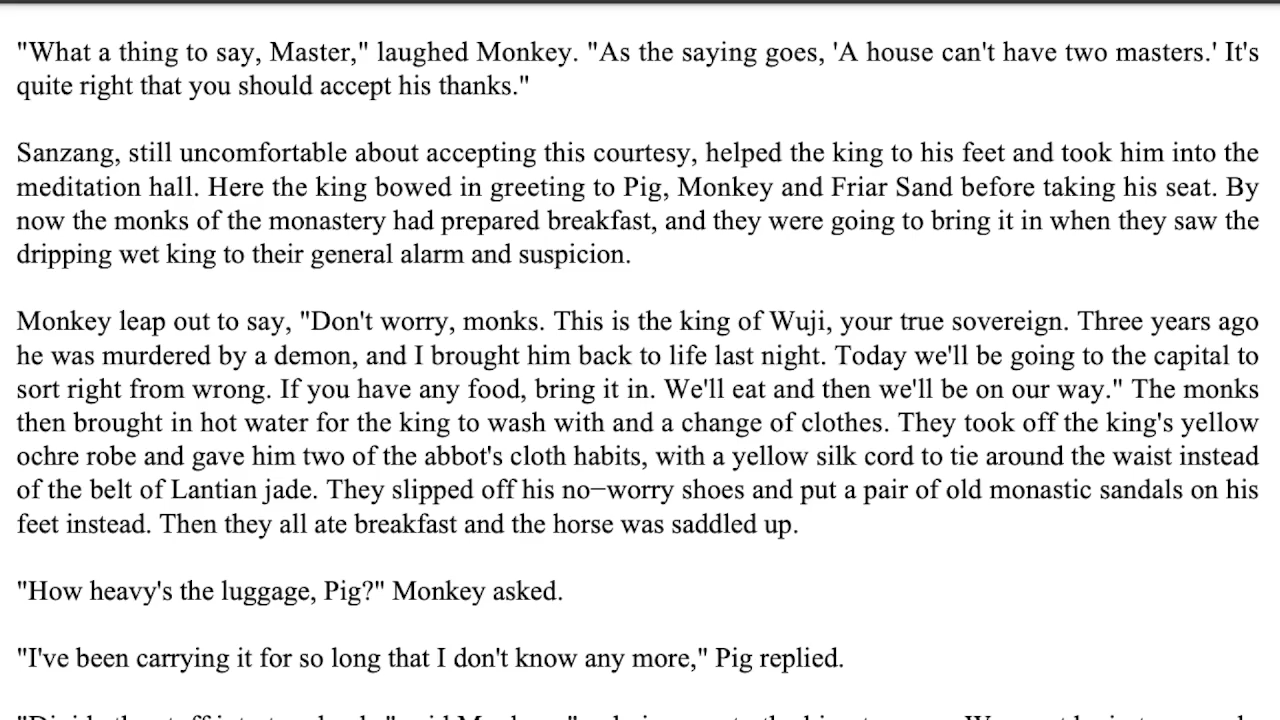 "What a thing to say, Master," laughed Monkey. "As the saying goes, 'A house can't have two masters.' It's
quite right that you should accept his thanks."
Sanzang, still uncomfortable about accepting this courtesy, helped the king to his feet and took him into the
meditation hall. Here the king bowed in greeting to Pig, Monkey and Friar Sand before taking his seat. By
now the monks of the monastery had prepared breakfast, and they were going to bring it in when they saw the
dripping wet king to their general alarm and suspicion.
Monkey leap out to say, "Don't worry, monks. This is the king of Wuji, your true sovereign. Three years ago
he was murdered by a demon, and I brought him back to life last night. Today we'll be going to the capital to
sort right from wrong. If you have any food, bring it in. We'll eat and then we'll be on our way." The monks
then brought in hot water for the king to wash with and a change of clothes. They took off the king's yellow
ochre robe and gave him two of the abbot's cloth habits, with a yellow silk cord to tie around the waist instead
of the belt of Lantian jade. They slipped off his no−worry shoes and put a pair of old monastic sandals on his
feet instead. Then they all ate breakfast and the horse was saddled up.
"How heavy's the luggage, Pig?" Monkey asked.
"I've been carrying it for so long that I don't know any more," Pig replied.